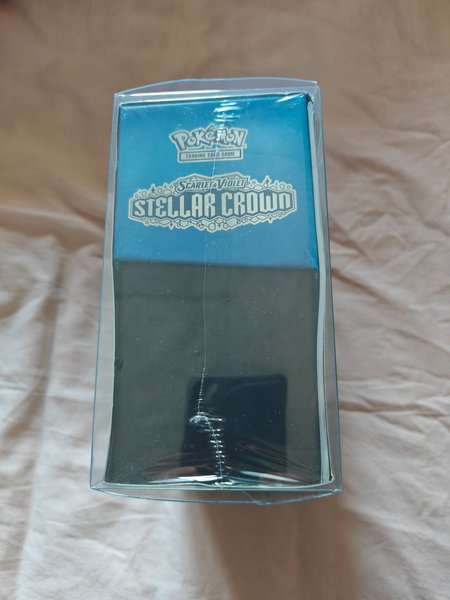 POKéMON
TRADING CARD GAME
SCARLET & VIOLET
STELLAR CROWN